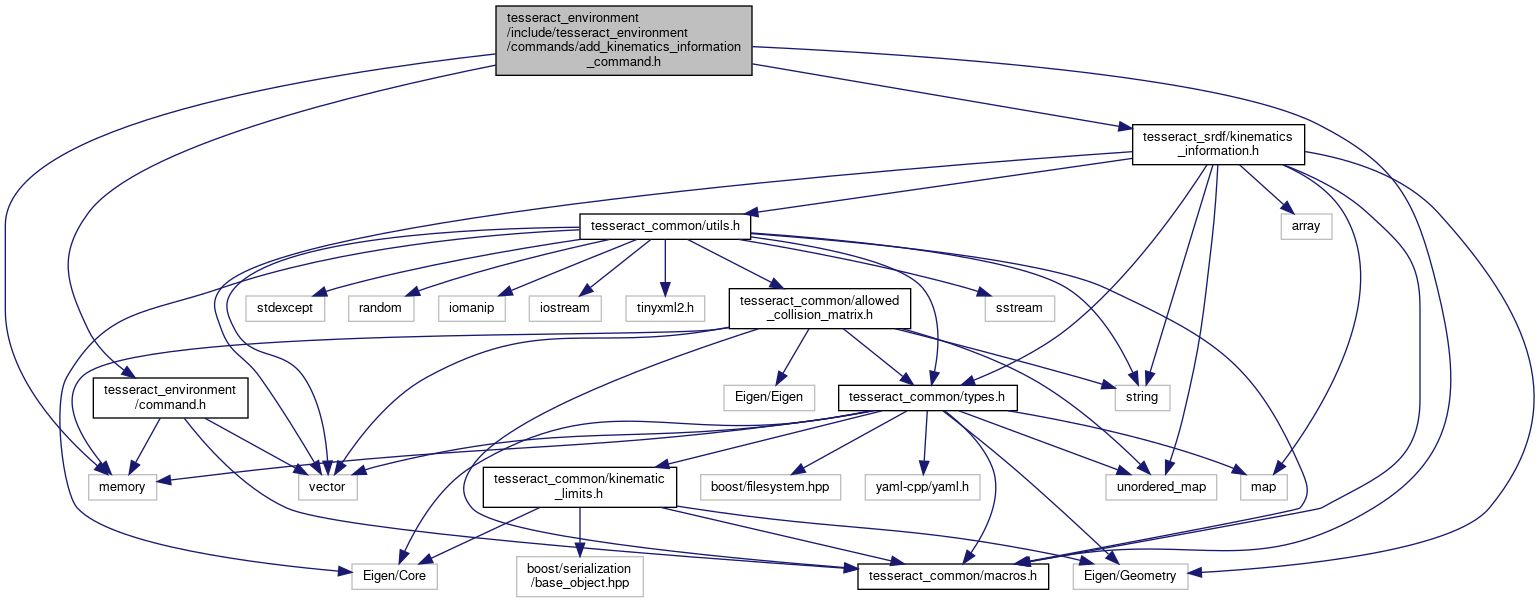 tesseract_environment
/include/tesseract_environment
/commands/add_kinematics_information
_command.h
tesseract_srdf/kinematics
_information.h
tesseract_common/utils.h
array
stdexcept
random
iomanip
iostream
tinyxml2.h
tesseract_common/allowed
_collision_matrix.h
sstream
tesseract_environment
/command.h
Eigen/Eigen
tesseract_common/types.h
string
memory
vector
tesseract_common/kinematic
_limits.h
boost/filesystem.hpp
yaml-cpp/yaml.h
unordered_map
map
Eigen/Core
boost/serialization
/base_object.hpp
tesseract_common/macros.h
Eigen/Geometry